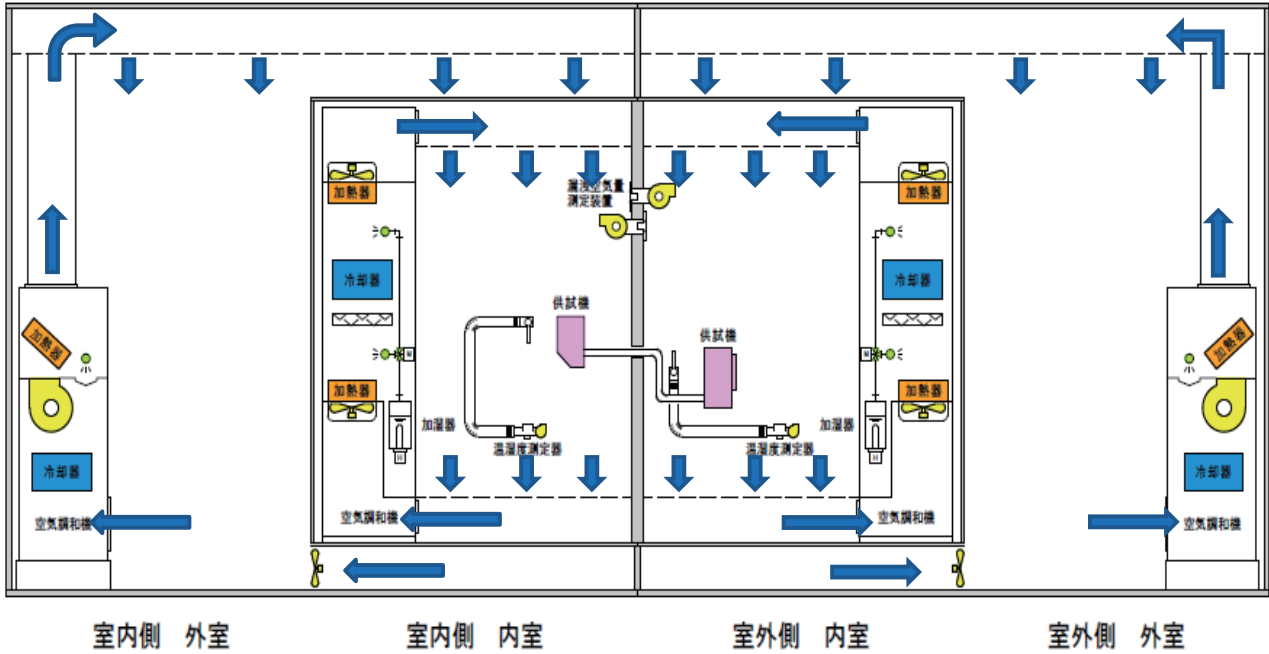 漏洩空気量
測定装置
加熱器
加熱器
冷却器
冷却器
供試機
供試機
加熱器
加熱器
加熱器
加熱器
加湿器
加湿器
H
H
M
M
温湿度測定器
温湿度測定器
冷却器
冷却器
空気調和機
空気調和機
空気調和機
空気調和機
室内側 外室
室内側 内室
室外側 内室
室外側 外室